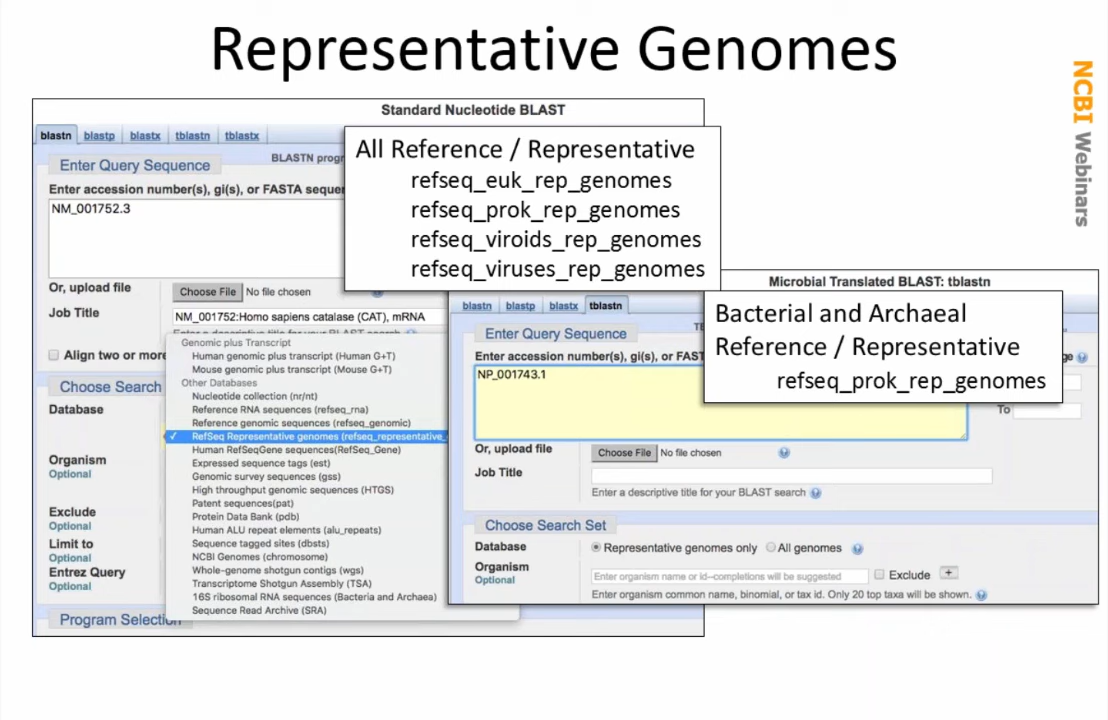 Representative Genomes
NCBI Webinars
Standard Nucleotide BLAST
blastn blastp blastx tblastn tblastx
Enter Query Sequence
BLASTN progr
Enter accession number(s), gi(s), or FASTA sequen
NM_001752.3
Or, upload file
Choose File No file chosen
Job Title
NM_001752:Homo sapiens catalase (CAT), mRNA
Enter a descriptive title for your BLAST search
Align two or more
Choose Search
Database
Organism
Optional
Exclude
Optional
Limit to
Optional
Entrez Query
Optional
Program Selection
Genomic plus Transcript
Human genomic plus transcript (Human G+T)
Mouse genomic plus transcript (Mouse G+T)
Other Databases
Nucleotide collection (nr/nt)
Reference RNA sequences (refseq_rna)
Reference genomic sequences (refseq_genomic)
✓ RefSeq Representative genomes (refseq_representative_
Human RefSeqGene sequences(RefSeq_Gene)
Expressed sequence tags (est)
Genomic survey sequences (gss)
High throughput genomic sequences (HTGS)
Patent sequences(pat)
Protein Data Bank (pdb)
Human ALU repeat elements (alu_repeats)
Sequence tagged sites (dbsts)
NCBI Genomes (chromosome)
Whole-genome shotgun contigs (wgs)
Transcriptome Shotgun Assembly (TSA)
16S ribosomal RNA sequences (Bacteria and Archaea)
Sequence Read Archive (SRA)
All Reference / Representative
refseq_euk_rep_genomes
refseq_prok_rep_genomes
refseq_viroids_rep_genomes
refseq_viruses_rep_genomes
Microbial Translated BLAST: tblastn
blastn blastp blastx tblastn
Enter Query Sequence
Enter accession number(s), gi(s), or FAST
NP_001743.1
To
Or, upload file
Choose File No file chosen
Job Title
Enter a descriptive title for your BLAST search
Choose Search Set
Database
Representative genomes only All genomes
Organism
Optional
Enter organism name or id--completions will be suggested
Exclude +
Enter organism common name, binomial, or tax id. Only 20 top taxa will be shown.
Bacterial and Archaeal
Reference / Representative
refseq_prok_rep_genomes